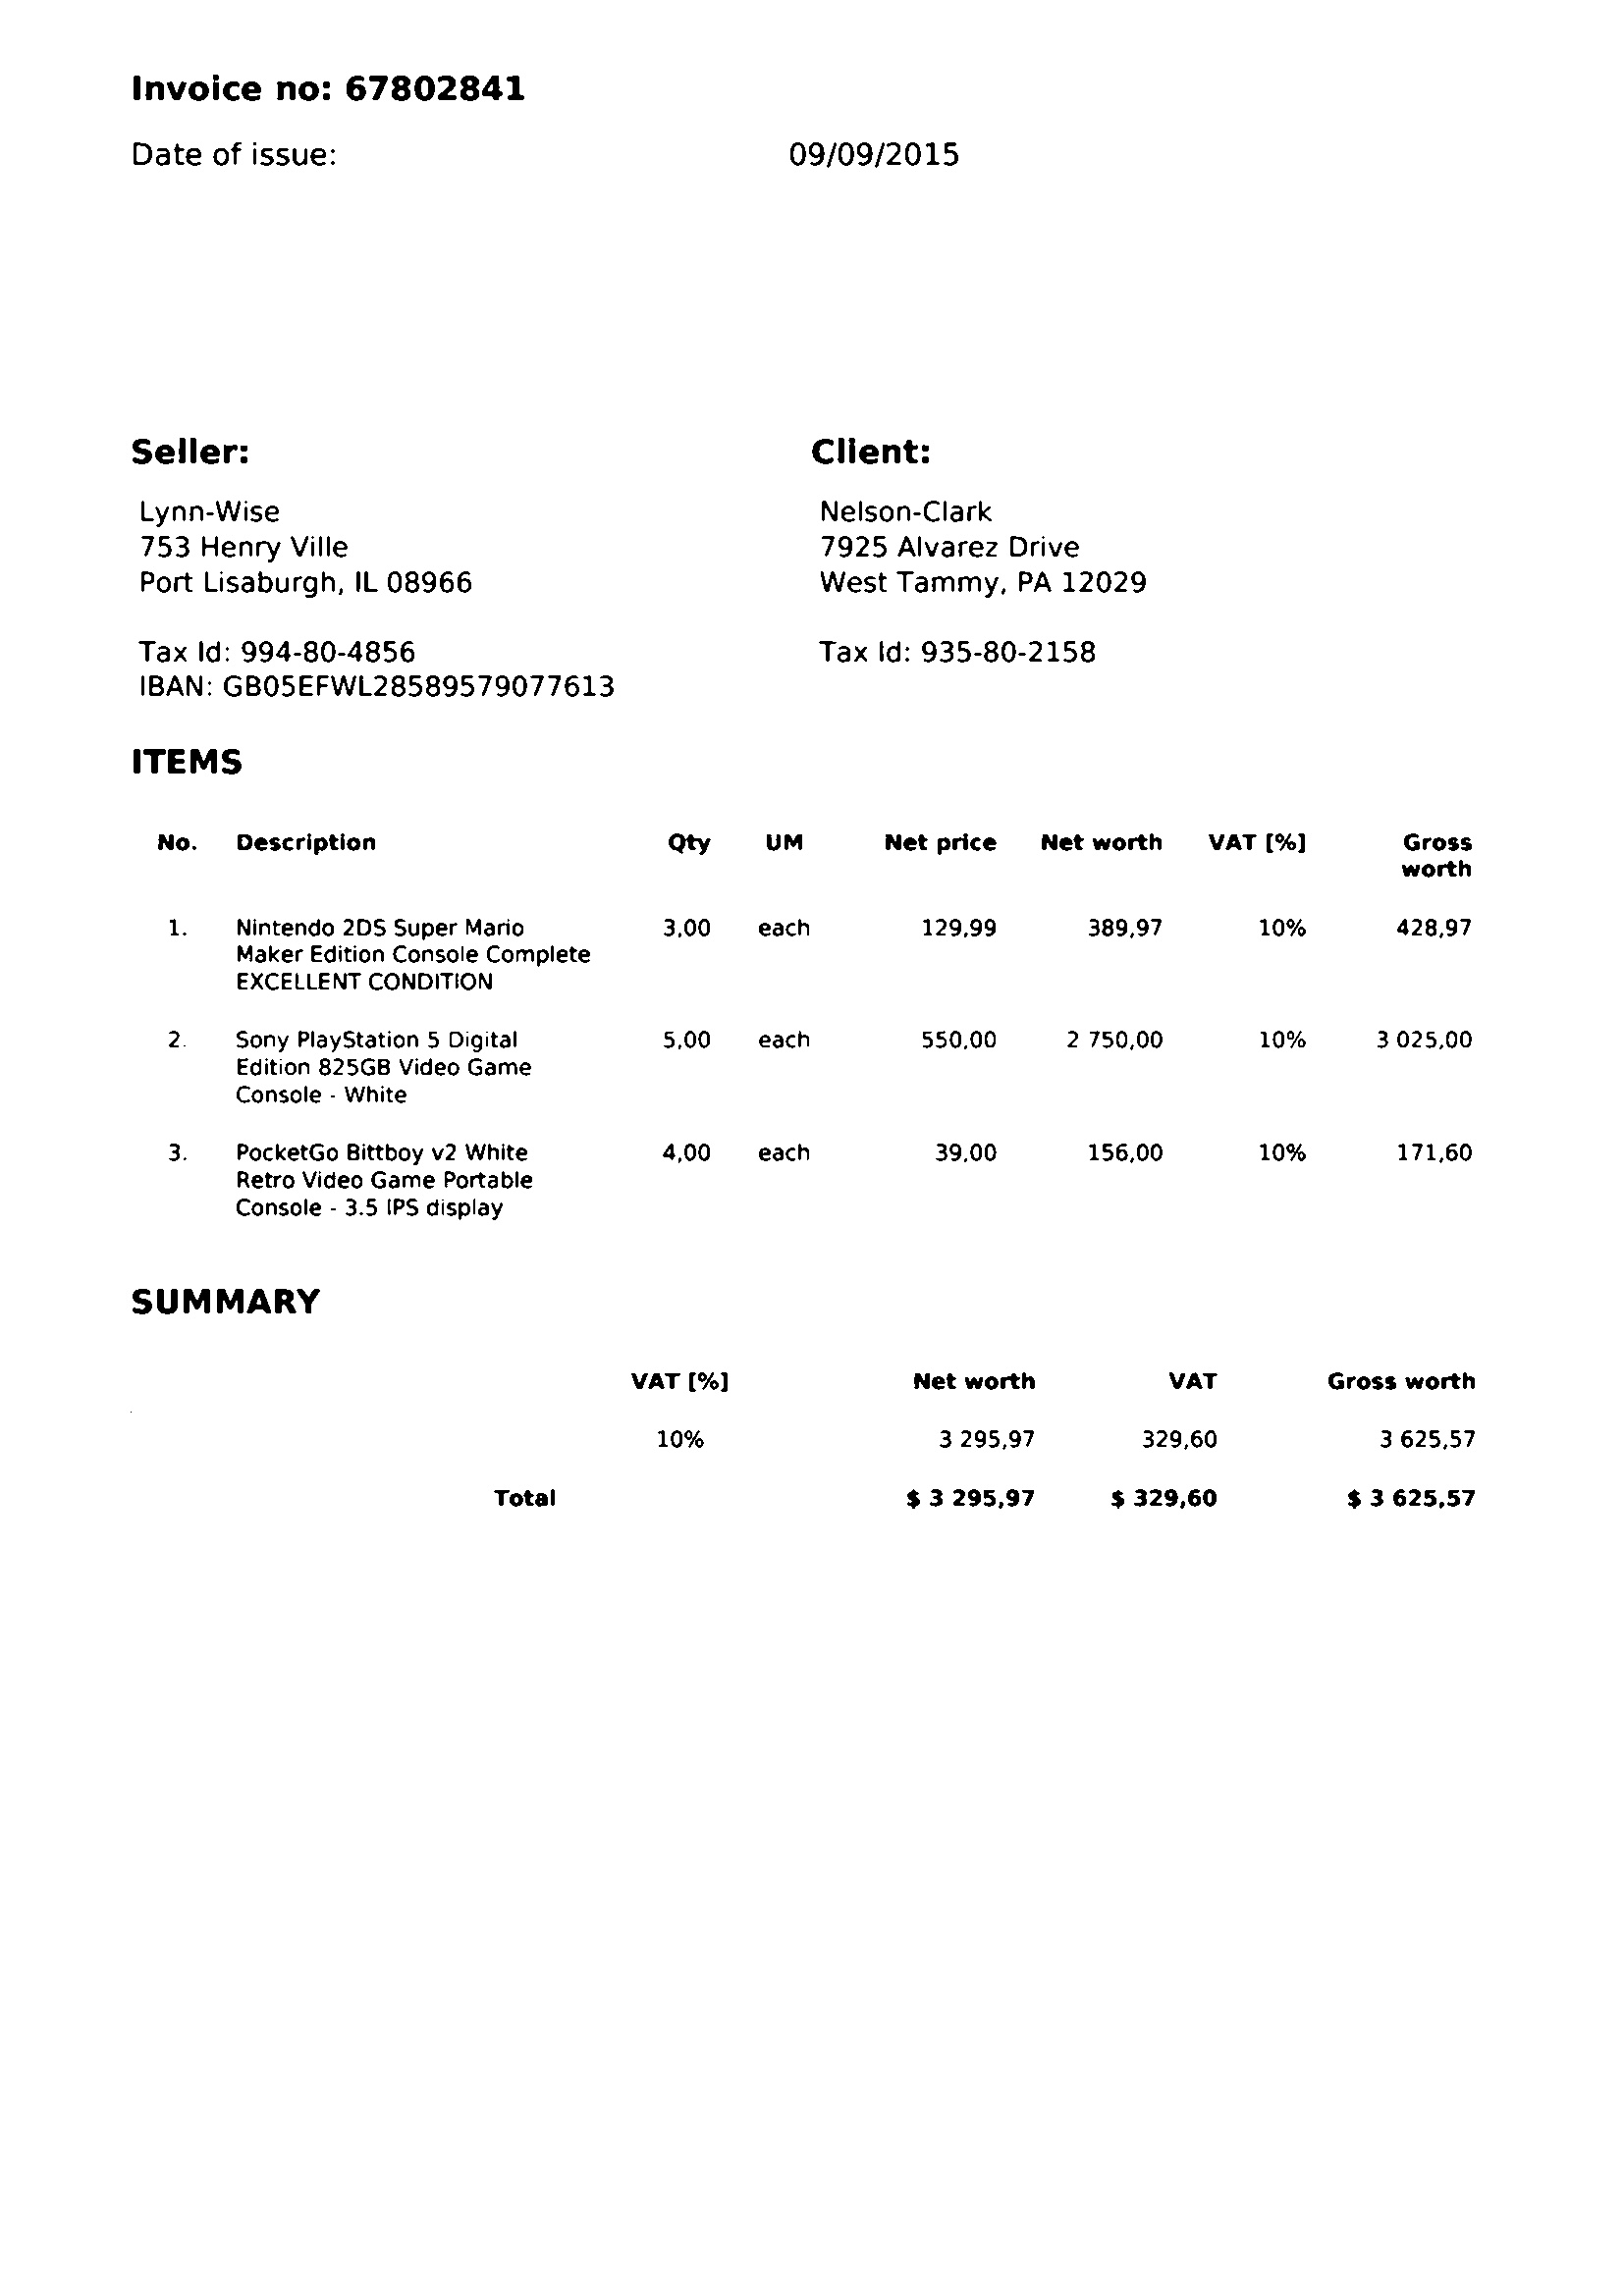 Invoice no: 67802841
Date of issue: 09/09/2015
Seller: Client:
Lynn-Wise Nelson-Clark
753 Henry Ville 7925 Alvarez Drive
Port Lisaburgh, IL 08966 West Tammy, PA 12029
Tax Id: 994-80-4856 Tax Id: 935-80-2158
IBAN: GB05EFWL28589579077613
ITEMS
No. Description Qty UM Net price Net worth VAT [%] Gross
worth
1. Nintendo 2DS Super Mario 3,00 each 129,99 389,97 10% 428,97
Maker Edition Console Complete
EXCELLENT CONDITION
2. Sony PlayStation 5 Digital 5,00 each 550,00 2 750,00 10% 3 025,00
Edition 825GB Video Game
Console - White
3. PocketGo Bittboy v2 White 4,00 each 39,00 156,00 10% 171,60
Retro Video Game Portable
Console - 3.5 IPS display
SUMMARY
VAT [%] Net worth VAT Gross worth
10% 3 295,97 329,60 3 625,57
Total $ 3 295,97 $ 329,60 $ 3 625,57